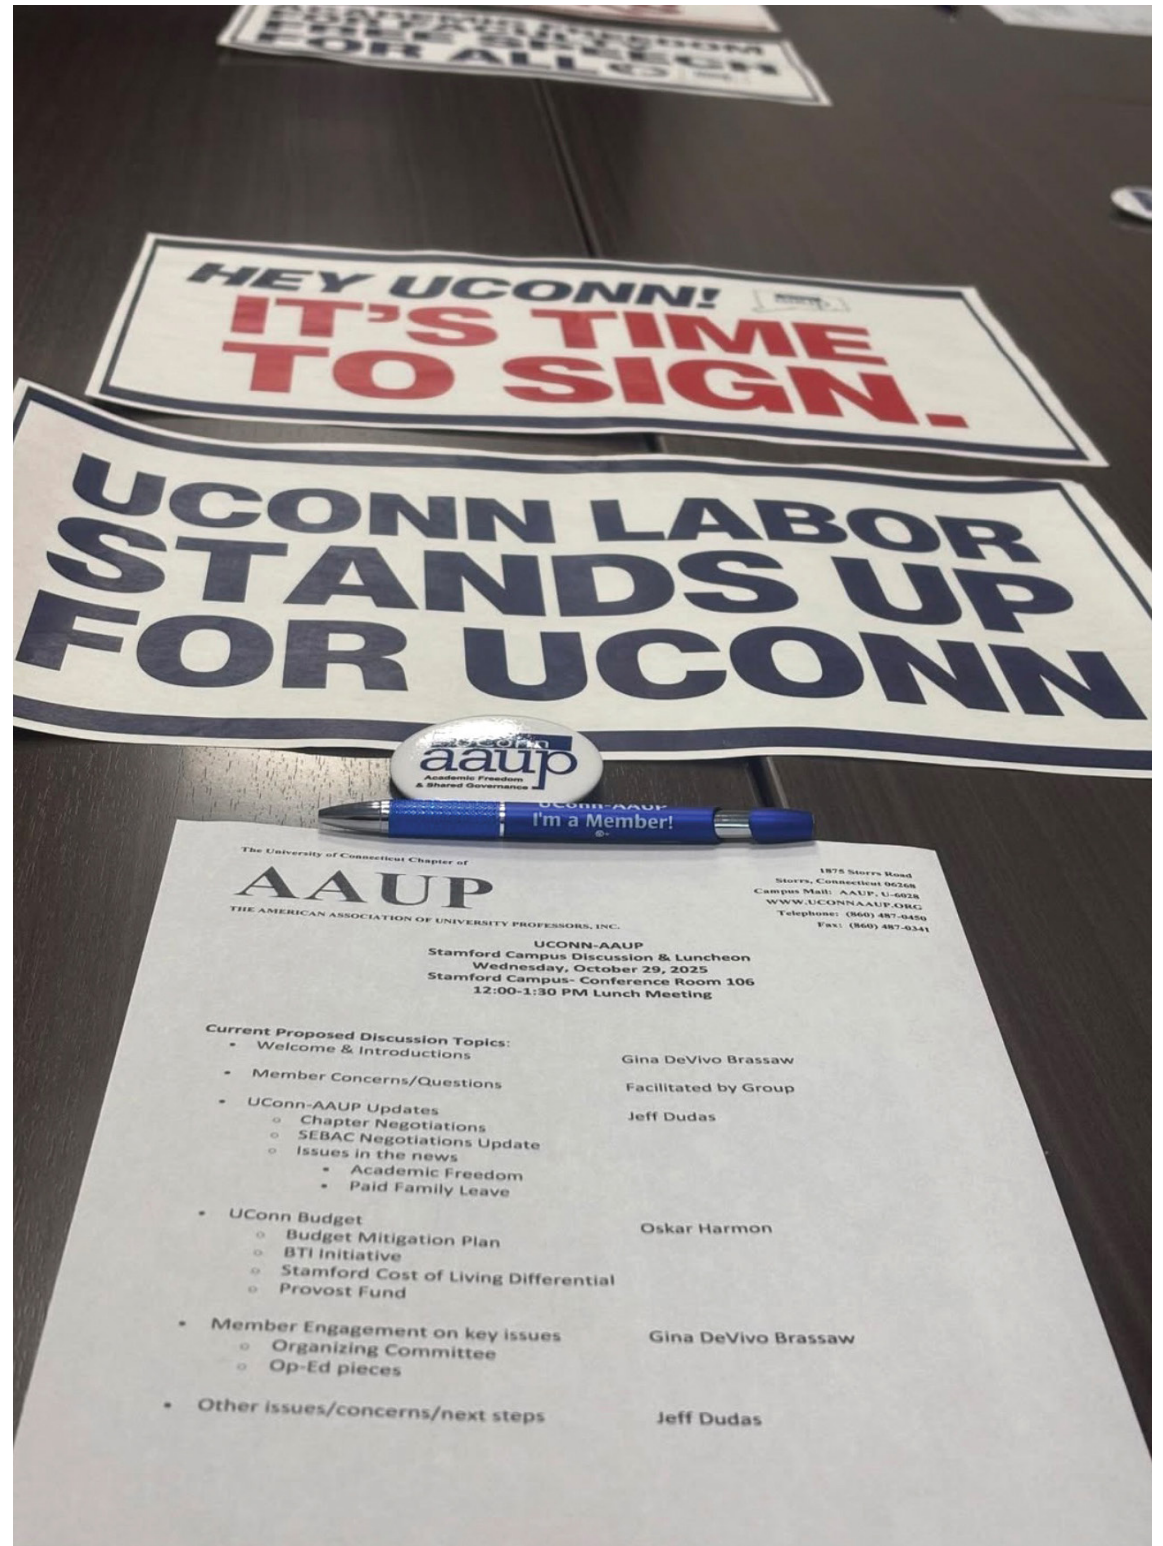 ACADEMIC FREEDOM
FREE SPEECH
FOR ALL
HEY UCONN!
IT'S TIME
TO SIGN.
UCONN LABOR
STANDS UP
FOR UCONN
uconn
aaup
Academic Freedom
& Shared Governance
UConn-AAUP
I'm a Member!
The University of Connecticut Chapter of
AAUP
THE AMERICAN ASSOCIATION OF UNIVERSITY PROFESSORS, INC.
1875 Storrs Road
Storrs, Connecticut 06268
Campus Mail: AAUP, U-6028
WWW.UCONNAAUP.ORG
Telephone: (860) 487-0450
Fax: (860) 487-0341
UCONN-AAUP
Stamford Campus Discussion & Luncheon
Wednesday, October 29, 2025
Stamford Campus- Conference Room 106
12:00-1:30 PM Lunch Meeting
Current Proposed Discussion Topics:
• Welcome & Introductions Gina DeVivo Brassaw
• Member Concerns/Questions Facilitated by Group
• UConn-AAUP Updates Jeff Dudas
○ Chapter Negotiations
○ SEBAC Negotiations Update
○ Issues in the news
▪ Academic Freedom
▪ Paid Family Leave
• UConn Budget Oskar Harmon
○ Budget Mitigation Plan
○ BTI Initiative
○ Stamford Cost of Living Differential
○ Provost Fund
• Member Engagement on key issues Gina DeVivo Brassaw
○ Organizing Committee
○ Op-Ed pieces
• Other issues/concerns/next steps Jeff Dudas